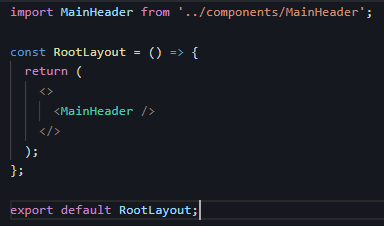 import MainHeader from '../components/MainHeader';
const RootLayout = () => {
return (
<>
<MainHeader />
</>
);
};
export default RootLayout;